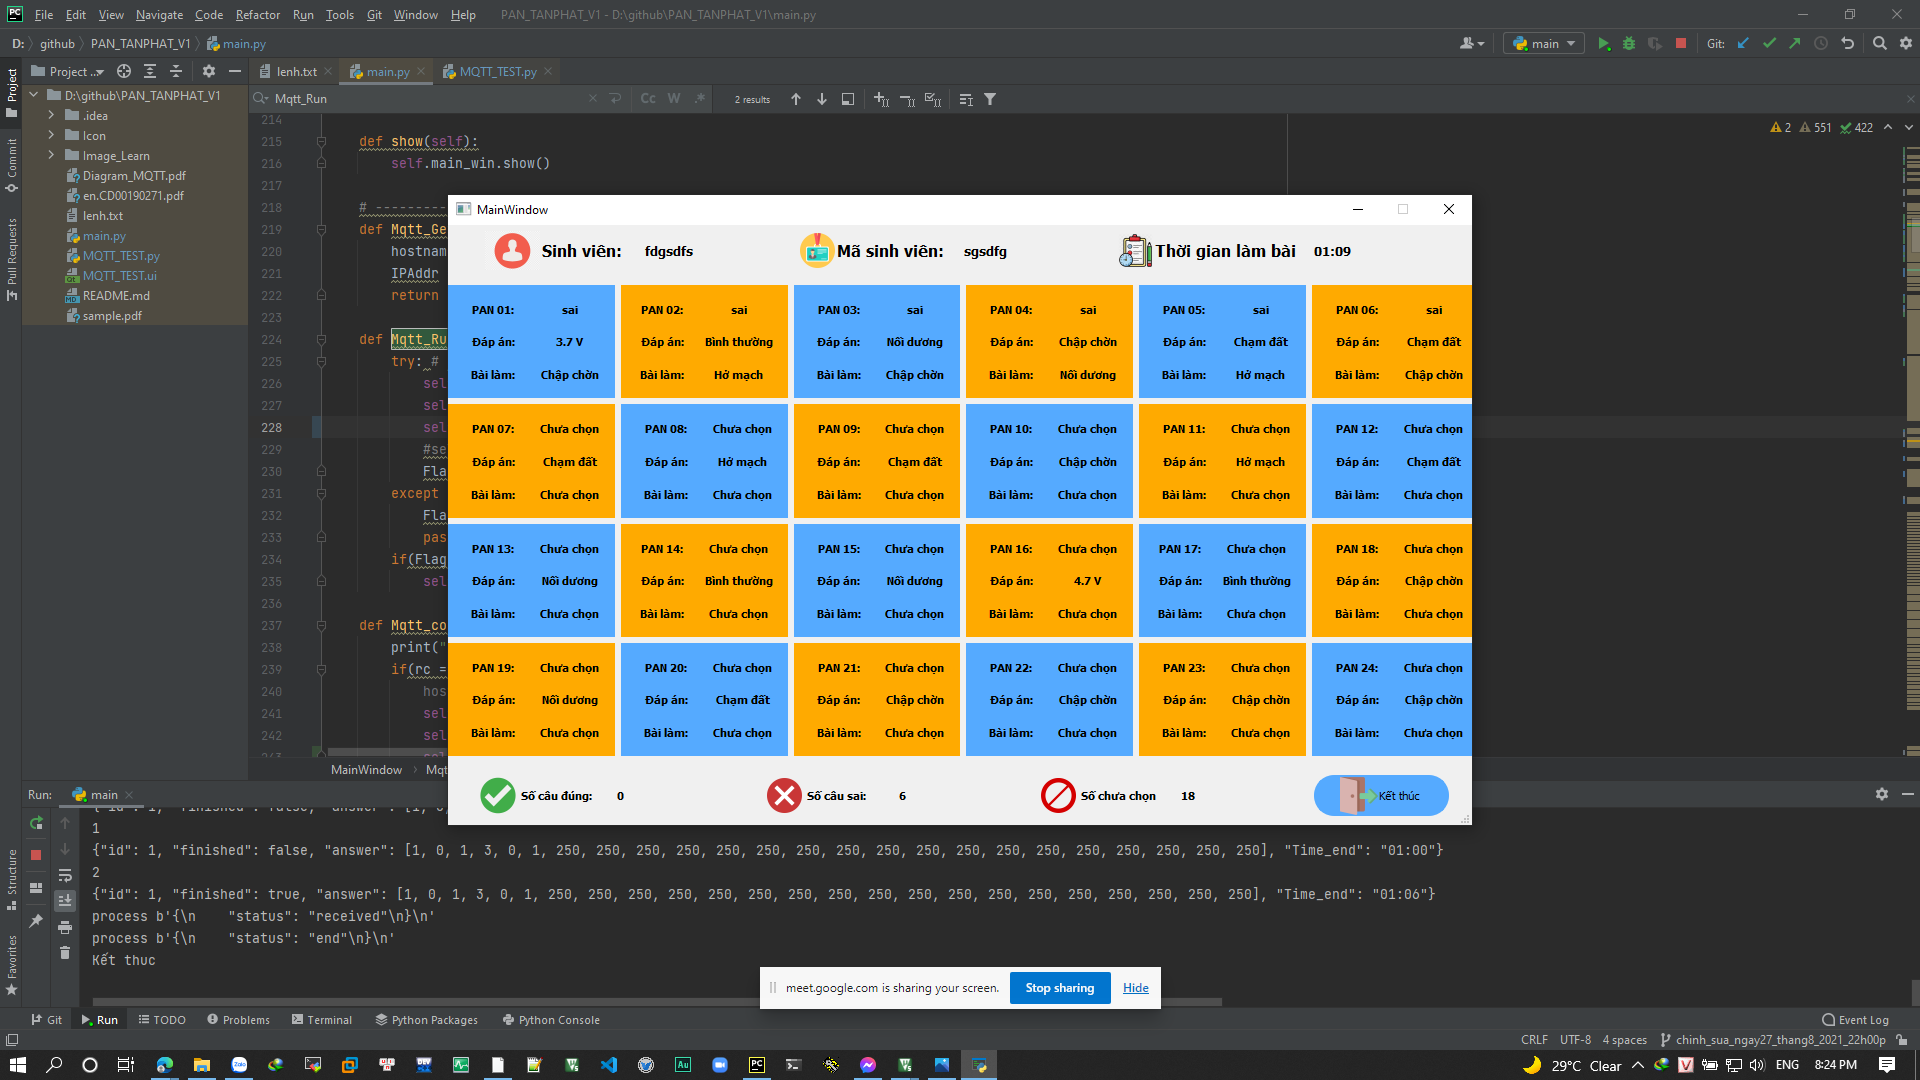 File Edit View Navigate Code Refactor Run Tools Git Window Help PAN_TANPHAT_V1 - D:\github\PAN_TANPHAT_V1\main.py
D: github PAN_TANPHAT_V1 main.py main Git:
Project lenh.txt main.py MQTT_TEST.py
D:\github\PAN_TANPHAT_V1
.idea
Icon
Image_Learn
Diagram_MQTT.pdf
en.CD00190271.pdf
lenh.txt
main.py
MQTT_TEST.py
MQTT_TEST.ui
README.md
sample.pdf
Project
Commit
Pull Requests
Structure
Favorites
Mqtt_Run Cc W .* 2 results
2 551 422
214
215 def show(self):
216 self.main_win.show()
217
218 # ---------
219 def Mqtt_Ge
220 hostnam
221 IPAddr
222 return
223
224 def Mqtt_Ru
225 try: #
226 sel
227 sel
228 sel
229 #se
230 Fla
231 except
232 Fla
233 pas
234 if(Flag
235 sel
236
237 def Mqtt_co
238 print("
239 if(rc =
240 hos
241 sel
242 sel
MainWindow Mqt
MainWindow
Sinh viên: fdgsdfs Mã sinh viên: sgsdfg Thời gian làm bài 01:09
PAN 01: sai PAN 02: sai PAN 03: sai PAN 04: sai PAN 05: sai PAN 06: sai
Đáp án: 3.7 V Đáp án: Bình thường Đáp án: Nối dương Đáp án: Chập chờn Đáp án: Chạm đất Đáp án: Chạm đất
Bài làm: Chập chờn Bài làm: Hở mạch Bài làm: Chập chờn Bài làm: Nối dương Bài làm: Hở mạch Bài làm: Chập chờn
PAN 07: Chưa chọn PAN 08: Chưa chọn PAN 09: Chưa chọn PAN 10: Chưa chọn PAN 11: Chưa chọn PAN 12: Chưa chọn
Đáp án: Chạm đất Đáp án: Hở mạch Đáp án: Chạm đất Đáp án: Chập chờn Đáp án: Hở mạch Đáp án: Chạm đất
Bài làm: Chưa chọn Bài làm: Chưa chọn Bài làm: Chưa chọn Bài làm: Chưa chọn Bài làm: Chưa chọn Bài làm: Chưa chọn
PAN 13: Chưa chọn PAN 14: Chưa chọn PAN 15: Chưa chọn PAN 16: Chưa chọn PAN 17: Chưa chọn PAN 18: Chưa chọn
Đáp án: Nối dương Đáp án: Bình thường Đáp án: Nối dương Đáp án: 4.7 V Đáp án: Bình thường Đáp án: Chập chờn
Bài làm: Chưa chọn Bài làm: Chưa chọn Bài làm: Chưa chọn Bài làm: Chưa chọn Bài làm: Chưa chọn Bài làm: Chưa chọn
PAN 19: Chưa chọn PAN 20: Chưa chọn PAN 21: Chưa chọn PAN 22: Chưa chọn PAN 23: Chưa chọn PAN 24: Chưa chọn
Đáp án: Nối dương Đáp án: Chạm đất Đáp án: Chập chờn Đáp án: Chập chờn Đáp án: Chập chờn Đáp án: Chập chờn
Bài làm: Chưa chọn Bài làm: Chưa chọn Bài làm: Chưa chọn Bài làm: Chưa chọn Bài làm: Chưa chọn Bài làm: Chưa chọn
Số câu đúng: 0 Số câu sai: 6 Số chưa chọn 18 Kết thúc
Run: main
1
{"id": 1, "finished": false, "answer": [1, 0, 1, 3, 0, 1, 250, 250, 250, 250, 250, 250, 250, 250, 250, 250, 250, 250, 250, 250, 250, 250, 250, 250], "Time_end": "01:00"}
2
{"id": 1, "finished": true, "answer": [1, 0, 1, 3, 0, 1, 250, 250, 250, 250, 250, 250, 250, 250, 250, 250, 250, 250, 250, 250, 250, 250, 250, 250], "Time_end": "01:06"}
process b'{\n    "status": "received"\n}\n'
process b'{\n    "status": "end"\n}\n'
Kết thuc
meet.google.com is sharing your screen. Stop sharing Hide
Git Run TODO Problems Terminal Python Packages Python Console Event Log
CRLF UTF-8 4 spaces chinh_sua_ngay27_thang8_2021_22h00p
29°C Clear ENG 8:24 PM